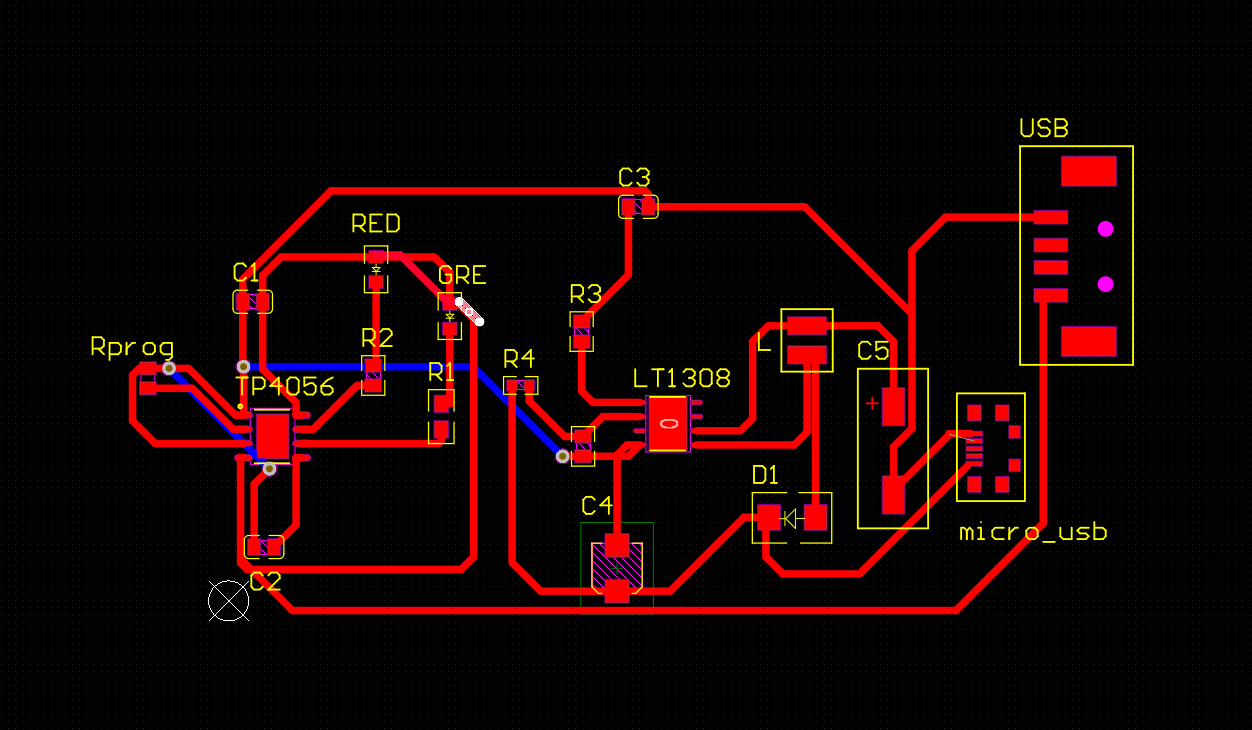 USB
C3
RED
C1
GRE
R3
Rprog
R2
L
C5
R1
R4
TP4056
LT1308
D1
C4
micro_usb
C2